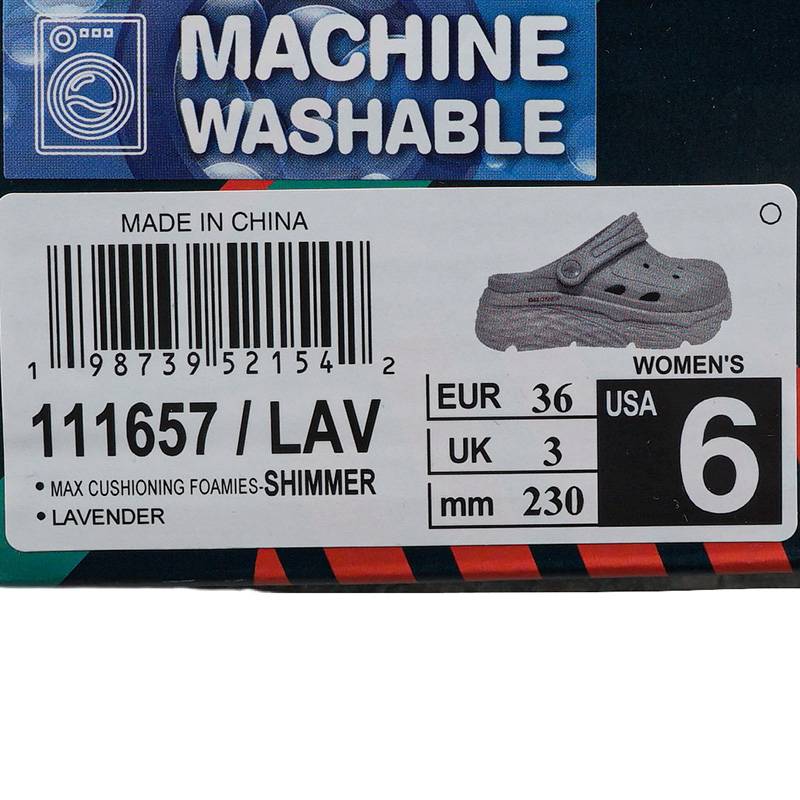 MACHINE
WASHABLE
MADE IN CHINA
1 98739 52154 2
111657 / LAV
• MAX CUSHIONING FOAMIES-SHIMMER
• LAVENDER
WOMEN'S
EUR 36
UK 3
mm 230
USA 6